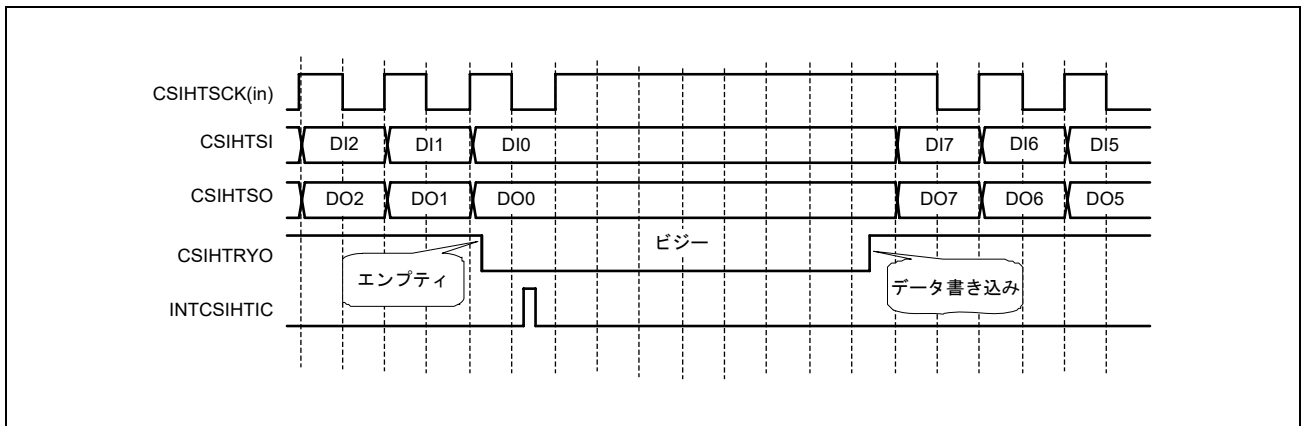 CSIHTSCK(in)
CSIHTSI DI2 DI1 DI0 DI7 DI6 DI5
CSIHTSO DO2 DO1 DO0 DO7 DO6 DO5
ビジー
CSIHTRYO
エンプティ データ書き込み
INTCSIHTIC